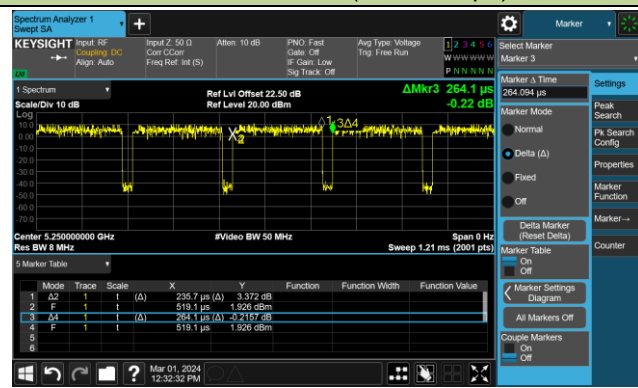 Spectrum Analyzer 1
Swept SA
Marker
KEYSIGHT Input: RF Input Z: 50 Ω Atten: 10 dB PNO: Fast Avg Type: Voltage 1 2 3 4 5 6
Coupling: DC Corr CCorr Gate: Off Trig: Free Run W W W W W W
Align: Auto Freq Ref: Int (S) IF Gain: Low P N N N N N
Sig Track: Off
Select Marker
Marker 3
1 Spectrum
Ref Lvl Offset 22.50 dB ΔMkr3 264.1 µs
Scale/Div 10 dB Ref Level 20.00 dBm -0.22 dB
Log
10.0
0.00
-10.0
-20.0
-30.0
-40.0
-50.0
-60.0
-70.0
3Δ4
Center 5.250000000 GHz #Video BW 50 MHz Span 0 Hz
Res BW 8 MHz Sweep 1.21 ms (2001 pts)
5 Marker Table
Mode Trace Scale X Y Function Function Width Function Value
1 Δ2 1 t (Δ) 235.7 µs (Δ) 3.372 dB
2 F 1 t 519.1 µs 1.926 dBm
3 Δ4 1 t (Δ) 264.1 µs (Δ) -0.2157 dB
4 F 1 t 519.1 µs 1.926 dBm
5
6
Mar 01, 2024
12:32:32 PM
Marker Δ Time
264.094 µs
Marker Mode
Normal
Delta (Δ)
Fixed
Off
Delta Marker
(Reset Delta)
Marker Table
On
Off
Marker Settings
Diagram
All Markers Off
Couple Markers
On
Off
Settings
Peak
Search
Pk Search
Config
Properties
Marker
Function
Marker→
Counter